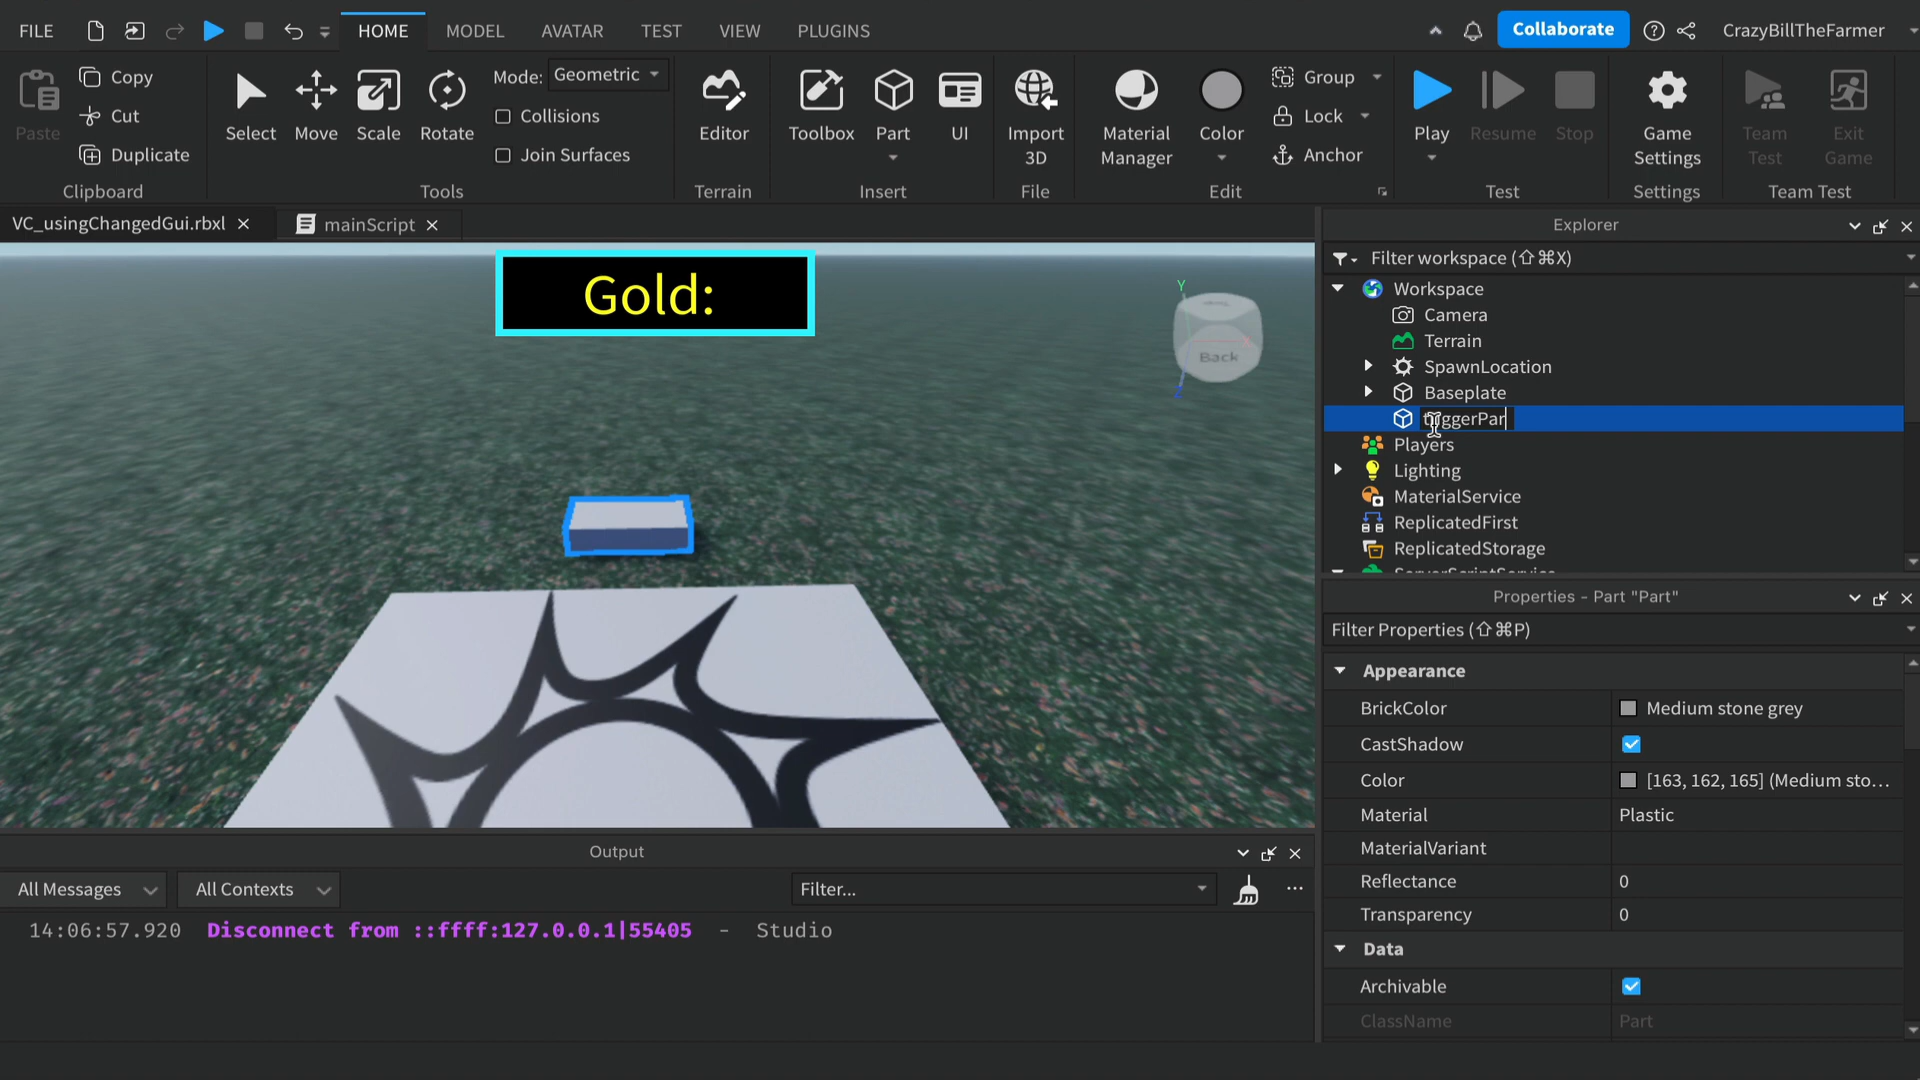 FILE
HOME
MODEL
AVATAR
TEST
VIEW
PLUGINS
Collaborate
CrazyBillTheFarmer
Paste
Copy
Cut
Duplicate
Clipboard
Select
Move
Scale
Rotate
Mode: Geometric
Collisions
Join Surfaces
Tools
Editor
Terrain
Toolbox
Part
UI
Insert
Import
3D
File
Material
Manager
Color
Group
Lock
Anchor
Edit
Play
Resume
Stop
Test
Game
Settings
Settings
Team
Test
Exit
Game
Team Test
VC_usingChangedGui.rbxl
mainScript
Gold:
Y
Back
Z
Explorer
Filter workspace (⇧⌘X)
Workspace
Camera
Terrain
SpawnLocation
Baseplate
triggerPar
Players
Lighting
MaterialService
ReplicatedFirst
ReplicatedStorage
ServerScriptService
Properties - Part "Part"
Filter Properties (⇧⌘P)
Appearance
BrickColor Medium stone grey
CastShadow
Color [163, 162, 165] (Medium sto...
Material Plastic
MaterialVariant
Reflectance 0
Transparency 0
Data
Archivable
ClassName Part
Output
All Messages
All Contexts
Filter...
14:06:57.920 Disconnect from ::ffff:127.0.0.1|55405 - Studio